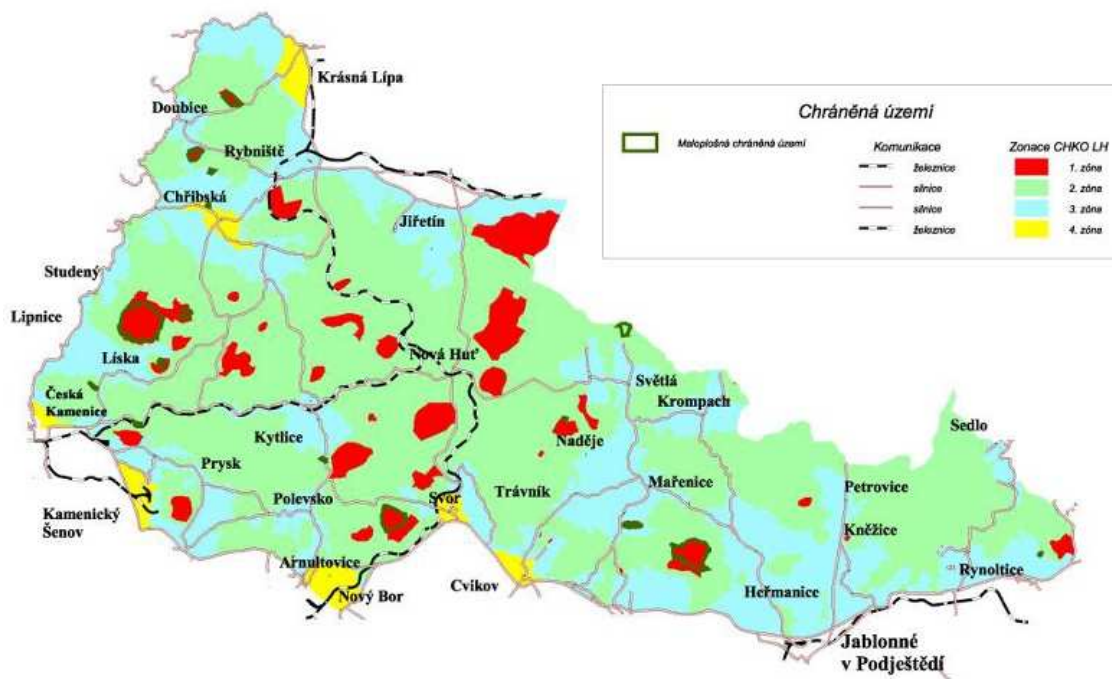 Krásná Lípa
Doubice
Rybniště
Chřibská
Jiřetín
Studený
Lipnice
Líska
Nová Huť
Česká
Kamenice
Světlá
Krompach
Kytlice
Naděje
Sedlo
Prysk
Polevsko
Svor
Trávník
Mařenice
Petrovice
Kamenický
Šenov
Kněžice
Arnultovice
Nový Bor
Cvikov
Heřmanice
Rynoltice
Jablonné
v Podještědí
Chráněná území
Maloplošná chráněná území
Komunikace
železnice
silnice
silnice
železnice
Zonace CHKO LH
1. zóna
2. zóna
3. zóna
4. zóna